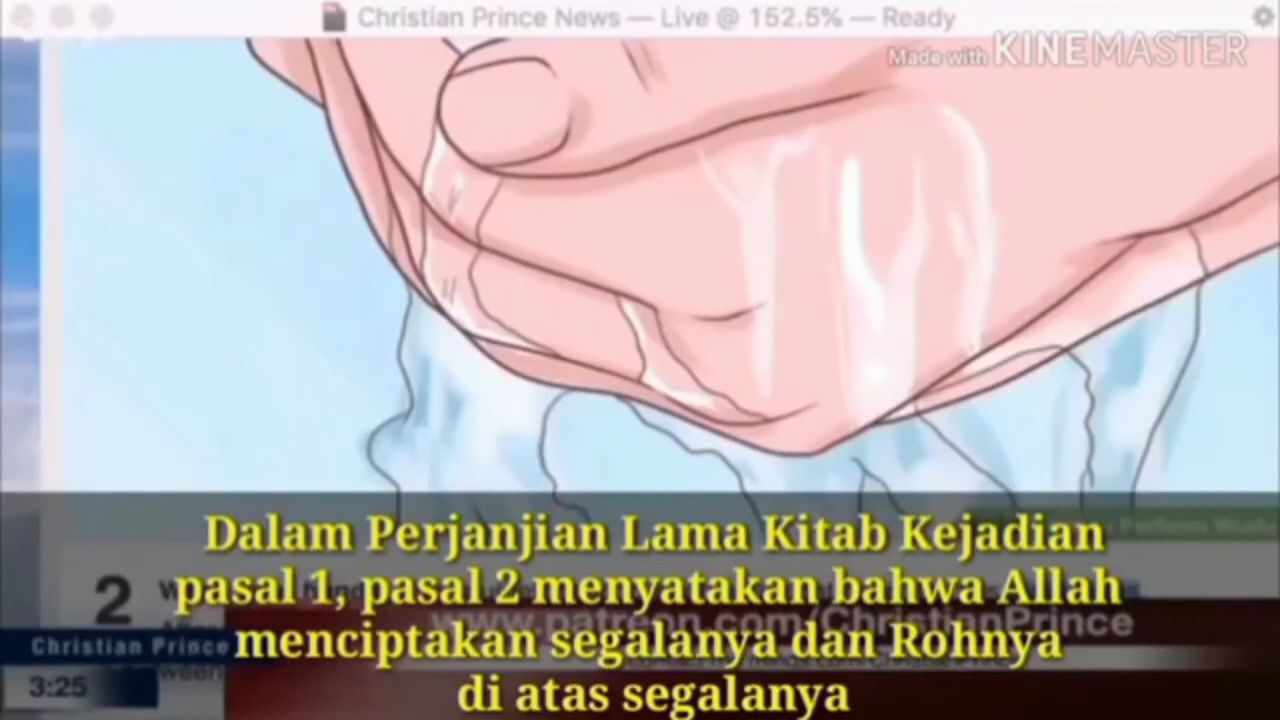 Christian Prince News — Live @ 152.5% — Ready
Made with KINEMASTER
Dalam Perjanjian Lama Kitab Kejadian
pasal 1, pasal 2 menyatakan bahwa Allah
menciptakan segalanya dan Rohnya
di atas segalanya
2
www.patreon.com/ChristianPrince
Christian Prince
3:25